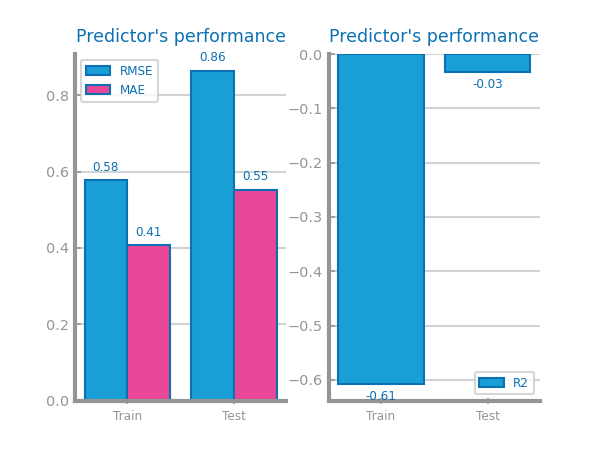 Predictor's performance
0.86
RMSE
MAE
0.8
0.58
0.6
0.55
0.41
0.4
0.2
0.0
Train
Test
Predictor's performance
0.0
-0.03
−0.1
−0.2
−0.3
−0.4
−0.5
−0.6
R2
-0.61
Train
Test